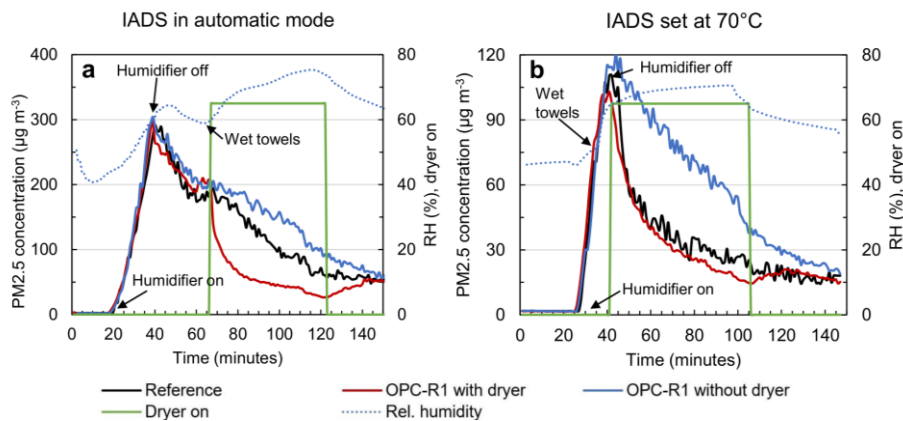 IADS in automatic mode
IADS set at 70°C
400
300
200
100
0
PM2.5 concentration (µg m⁻³)
a
Humidifier off
Wet towels
Humidifier on
80
60
40
20
0
RH (%), dryer on
0 20 40 60 80 100 120 140
Time (minutes)
120
90
60
30
0
PM2.5 concentration (µg m⁻³)
b
Humidifier off
Wet
towels
Humidifier on
80
60
40
20
0
RH (%), dryer on
0 20 40 60 80 100 120 140
Time (minutes)
Reference
OPC-R1 with dryer
OPC-R1 without dryer
Dryer on
Rel. humidity